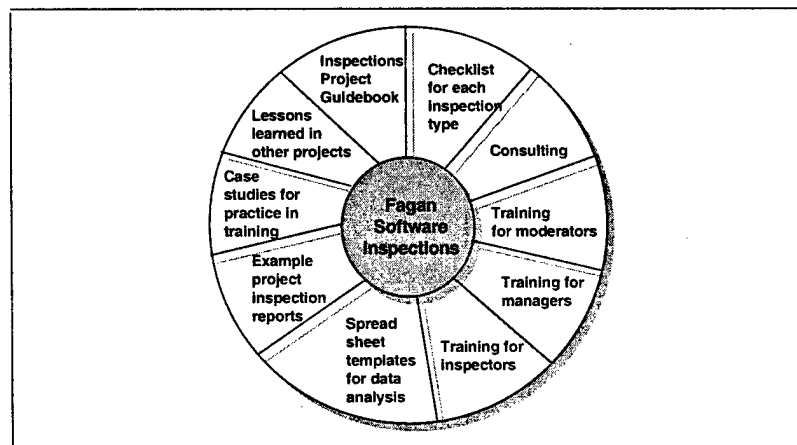 Inspections
Project
Guidebook
Checklist
for each
inspection
type
Consulting
Training
for moderators
Training for
managers
Training for
inspectors
Spread
sheet
templates
for data
analysis
Example
project
inspection
reports
Case
studies for
practice in
training
Lessons
learned in
other projects
Fagan
Software
Inspections